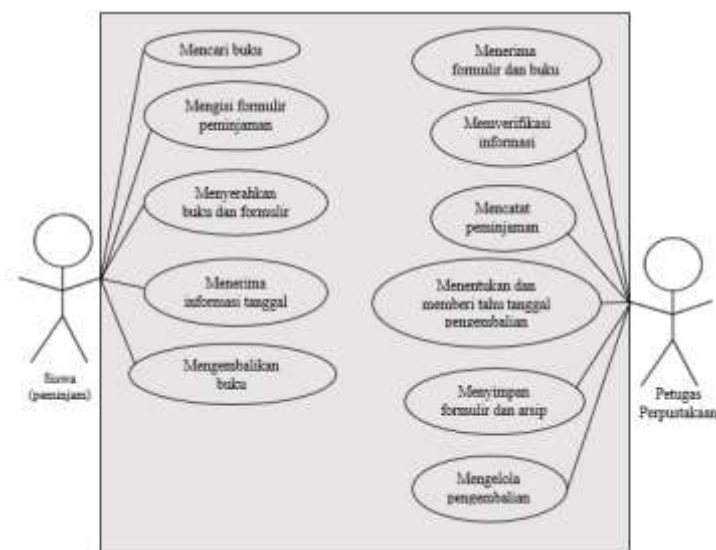 Mencari buku
Mengisi formulir
peminjaman
Menyerahkan
buku dan formulir
Menerima
informasi tanggal
Mengembalikan
buku
Siswa
(peminjam)
Menerima
formulir dan buku
Memverifikasi
informasi
Mencatat
peminjaman
Menentukan dan
memberi tahu tanggal
pengembalian
Menyimpan
formulir dan arsip
Mengelola
pengembalian
Petugas
Perpustakaan